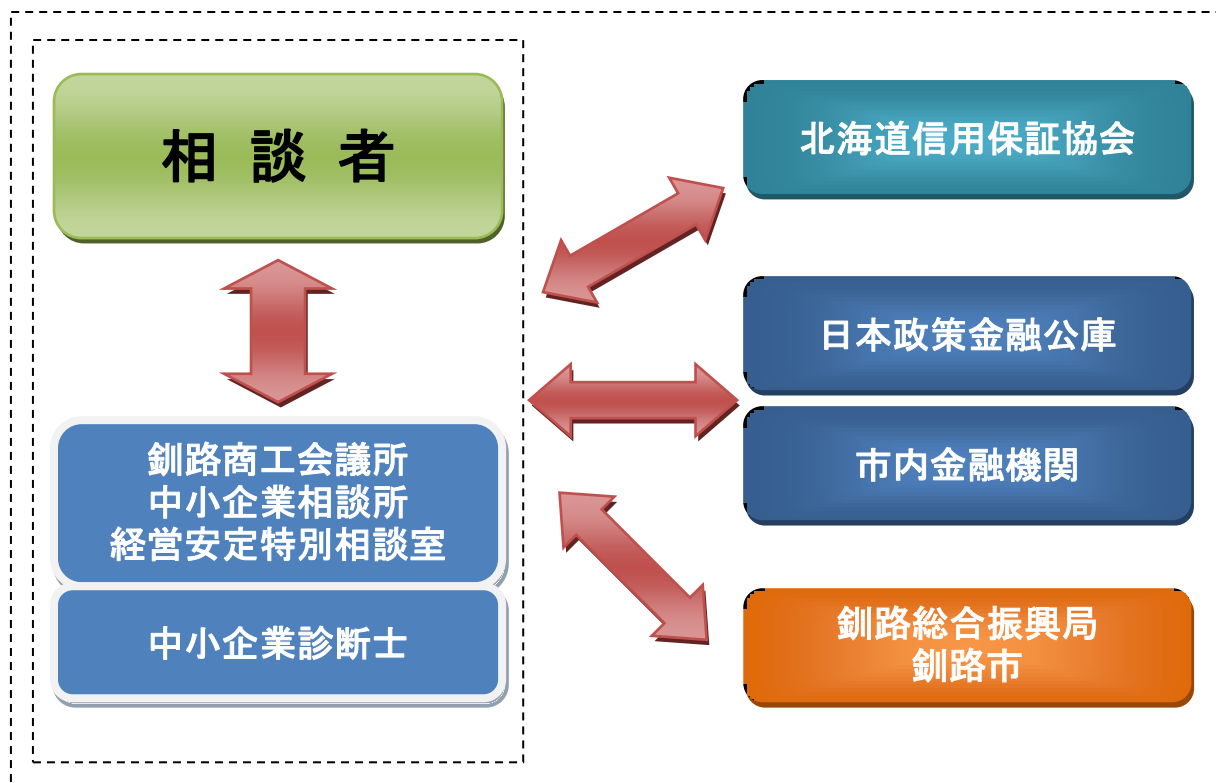 相 談 者
釧路商工会議所
中小企業相談所
経営安定特別相談室
中小企業診断士
北海道信用保証協会
日本政策金融公庫
市内金融機関
釧路総合振興局
釧路市